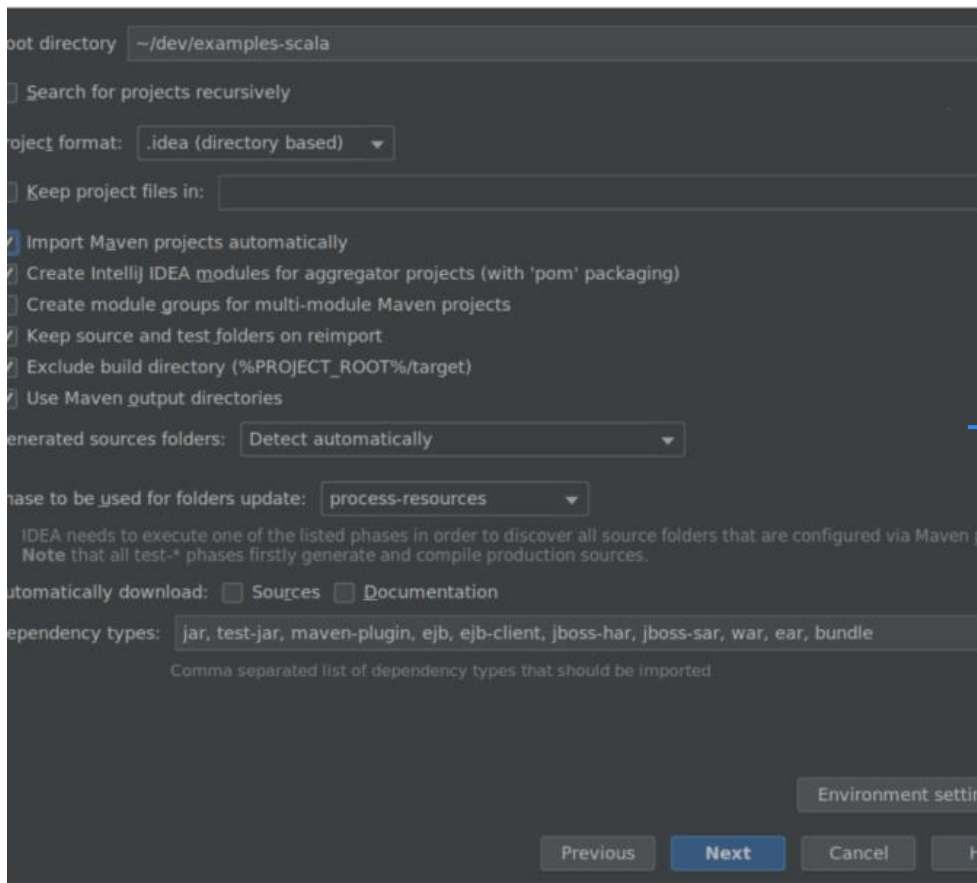 oot directory ~/dev/examples-scala
Search for projects recursively
roject format: .idea (directory based)
Keep project files in:
Import Maven projects automatically
Create IntelliJ IDEA modules for aggregator projects (with 'pom' packaging)
Create module groups for multi-module Maven projects
Keep source and test folders on reimport
Exclude build directory (%PROJECT_ROOT%/target)
Use Maven output directories
enerated sources folders: Detect automatically
hase to be used for folders update: process-resources
IDEA needs to execute one of the listed phases in order to discover all source folders that are configured via Maven p
Note that all test-* phases firstly generate and compile production sources.
utomatically download: Sources Documentation
ependency types: jar, test-jar, maven-plugin, ejb, ejb-client, jboss-har, jboss-sar, war, ear, bundle
Comma separated list of dependency types that should be imported
Environment settin
Previous Next Cancel H